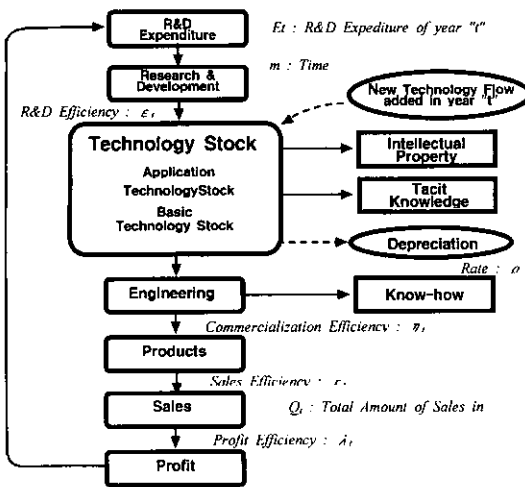 R&D
Expenditure
Et : R&D Expediture of year "t"
Research &
Development
m : Time
R&D Efficiency : ε t
New Technology Flow
added in year "t"
Technology Stock
Application
TechnologyStock
Basic
Technology Stock
Intellectual
Property
Tacit
Knowledge
Depreciation
Rate : ρ
Engineering
Know-how
Commercialization Efficiency : η t
Products
Sales Efficiency :
Sales
Q t : Total Amount of Sales in
Profit Efficiency : λ t
Profit